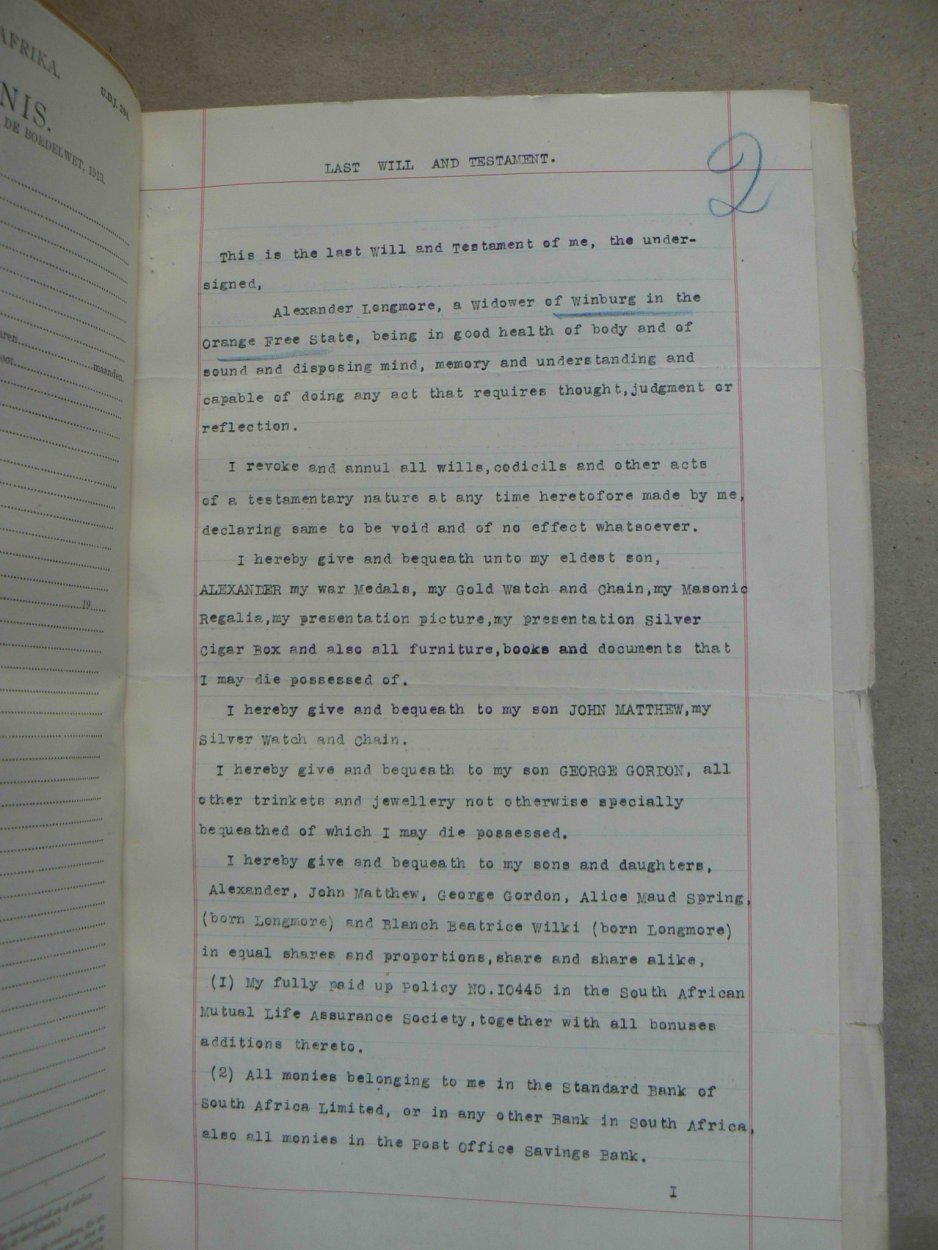 AFRIKA.
U.D.J. 294.
NIS.
DE BOEDELWET, 1913.
maanden.
19
2
LAST WILL AND TESTAMENT.
This is the last Will and Testament of me, the under-
signed,
Alexander Longmore, a Widower of Winburg in the
Orange Free State, being in good health of body and of
sound and disposing mind, memory and understanding and
capable of doing any act that requires thought,judgment or
reflection.
I revoke and annul all wills,codicils and other acts
of a testamentary nature at any time heretofore made by me,
declaring same to be void and of no effect whatsoever.
I hereby give and bequeath unto my eldest son,
ALEXANDER my war Medals, my Gold Watch and Chain,my Masonic
Regalia,my presentation picture,my presentation Silver
Cigar Box and also all furniture,books and documents that
I may die possessed of.
I hereby give and bequeath to my son JOHN MATTHEW,my
Silver Watch and Chain.
I hereby give and bequeath to my son GEORGE GORDON, all
other trinkets and jewellery not otherwise specially
bequeathed of which I may die possessed.
I hereby give and bequeath to my sons and daughters,
Alexander, John Matthew, George Gordon, Alice Maud Spring,
(born Longmore) and Blanch Beatrice Wilki (born Longmore)
in equal shares and proportions,share and share alike,
(I) My fully paid up Policy NO.I0445 in the South African
Mutual Life Assurance Society,together with all bonuses
additions thereto.
(2) All monies belonging to me in the Standard Bank of
South Africa Limited, or in any other Bank in South Africa,
also all monies in the Post Office Savings Bank.
I